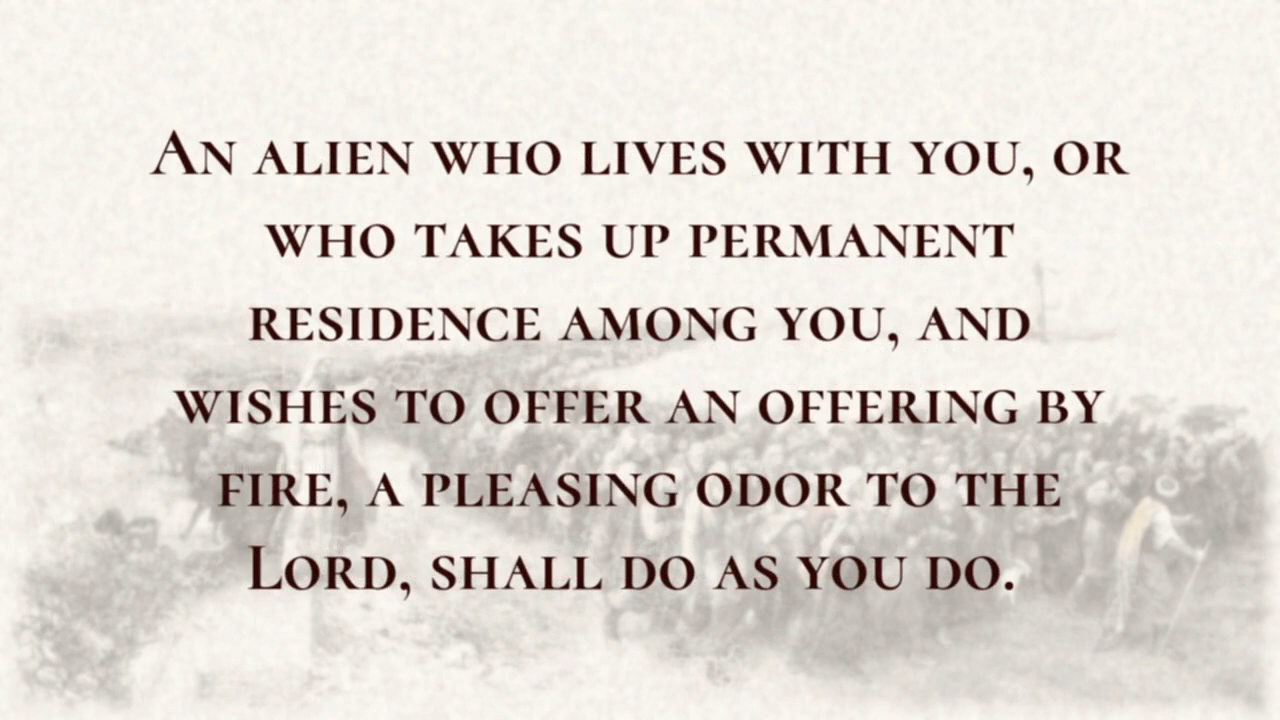 An alien who lives with you, or
who takes up permanent
residence among you, and
wishes to offer an offering by
fire, a pleasing odor to the
Lord, shall do as you do.